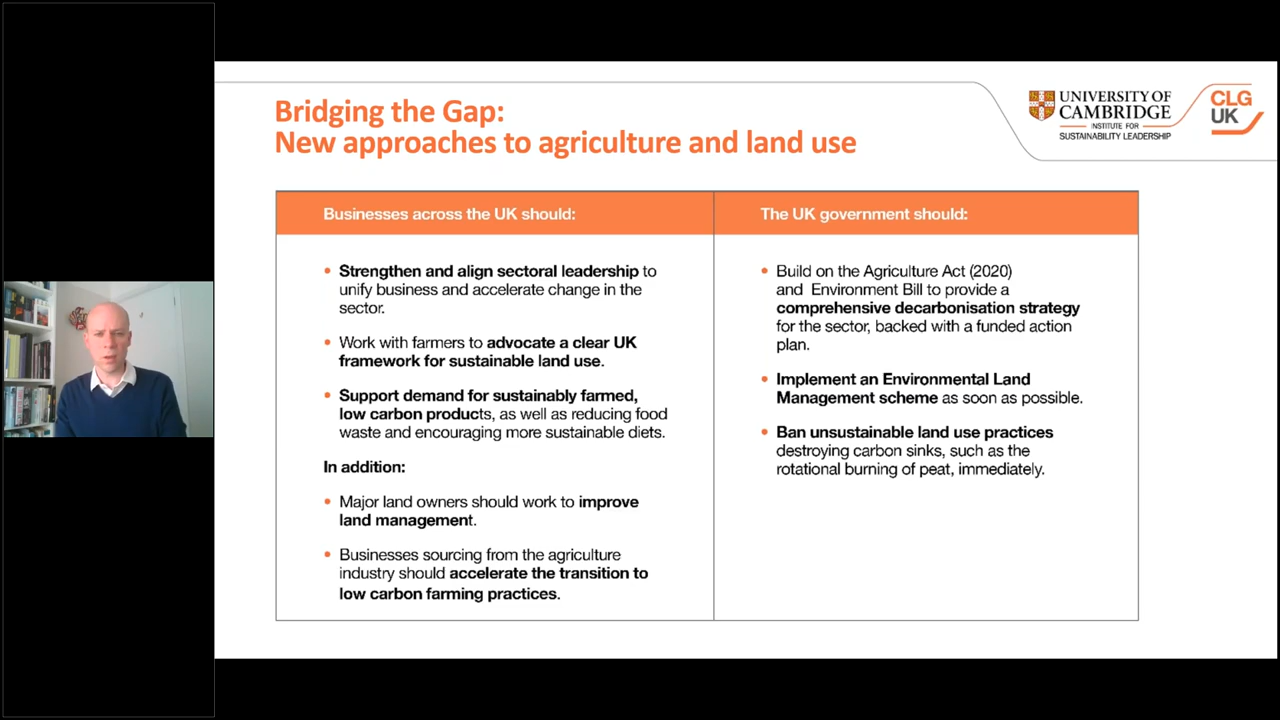 Bridging the Gap:
New approaches to agriculture and land use
UNIVERSITY OF
CAMBRIDGE
INSTITUTE FOR
SUSTAINABILITY LEADERSHIP
CLG
UK
Businesses across the UK should:
• Strengthen and align sectoral leadership to
unify business and accelerate change in the
sector.
• Work with farmers to advocate a clear UK
framework for sustainable land use.
• Support demand for sustainably farmed,
low carbon products, as well as reducing food
waste and encouraging more sustainable diets.
In addition:
• Major land owners should work to improve
land management.
• Businesses sourcing from the agriculture
industry should accelerate the transition to
low carbon farming practices.
The UK government should:
• Build on the Agriculture Act (2020)
and Environment Bill to provide a
comprehensive decarbonisation strategy
for the sector, backed with a funded action
plan.
• Implement an Environmental Land
Management scheme as soon as possible.
• Ban unsustainable land use practices
destroying carbon sinks, such as the
rotational burning of peat, immediately.